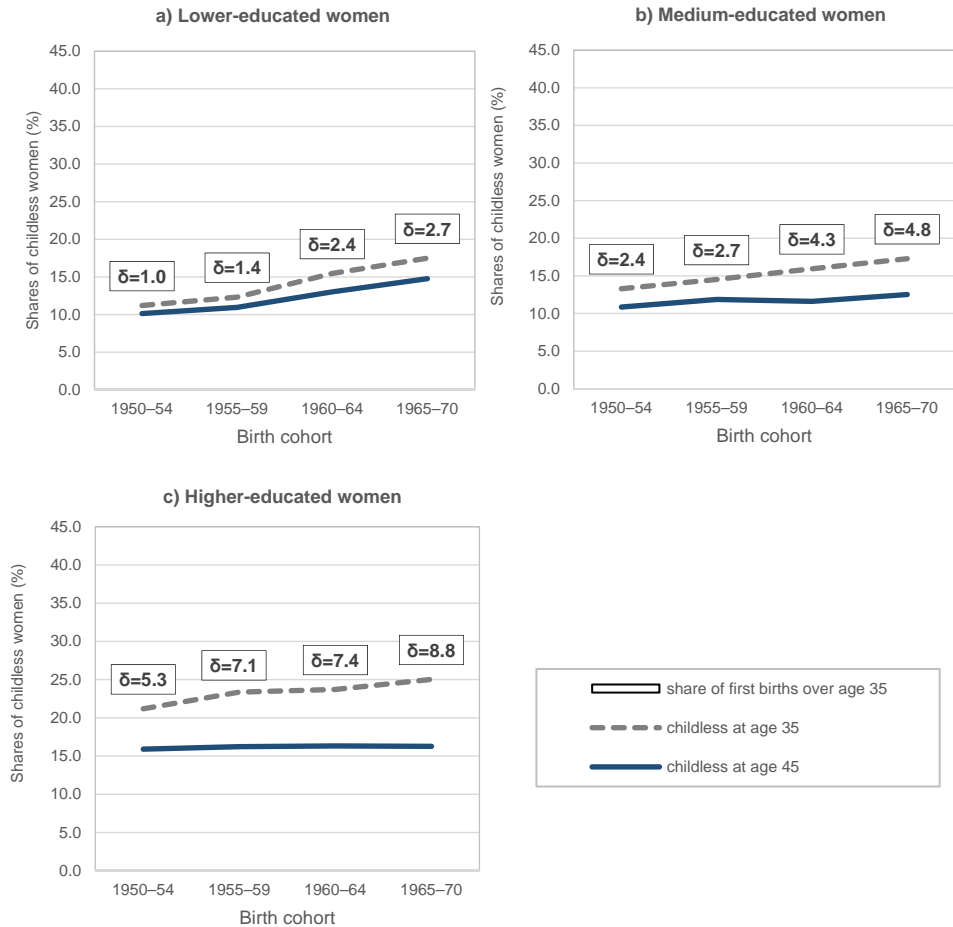 a) Lower-educated women
Shares of childless women (%)
45.0
40.0
35.0
30.0
25.0
20.0
15.0
10.0
5.0
0.0
δ=1.0
δ=1.4
δ=2.4
δ=2.7
1950–54
1955–59
1960–64
1965–70
Birth cohort
b) Medium-educated women
Shares of childless women (%)
45.0
40.0
35.0
30.0
25.0
20.0
15.0
10.0
5.0
0.0
δ=2.4
δ=2.7
δ=4.3
δ=4.8
1950–54
1955–59
1960–64
1965–70
Birth cohort
c) Higher-educated women
Shares of childless women (%)
45.0
40.0
35.0
30.0
25.0
20.0
15.0
10.0
5.0
0.0
δ=5.3
δ=7.1
δ=7.4
δ=8.8
1950–54
1955–59
1960–64
1965–70
Birth cohort
share of first births over age 35
childless at age 35
childless at age 45